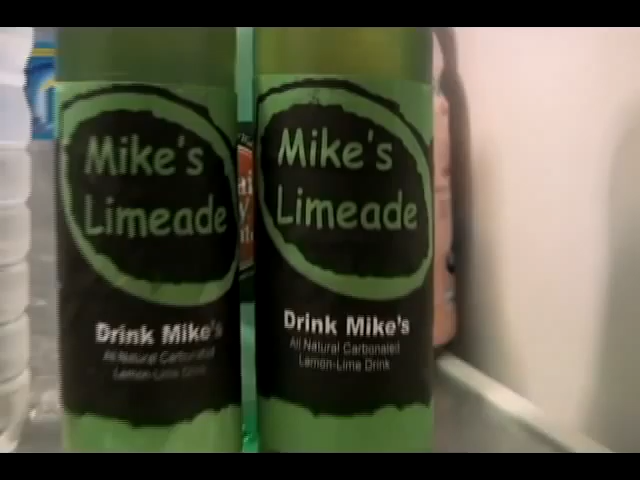 Mike's
Limeade
Drink Mike's
All Natural Carbonated
Lemon-Lime Drink
Mike's
Limeade
Drink Mike's
All Natural Carbonated
Lemon-Lime Drink